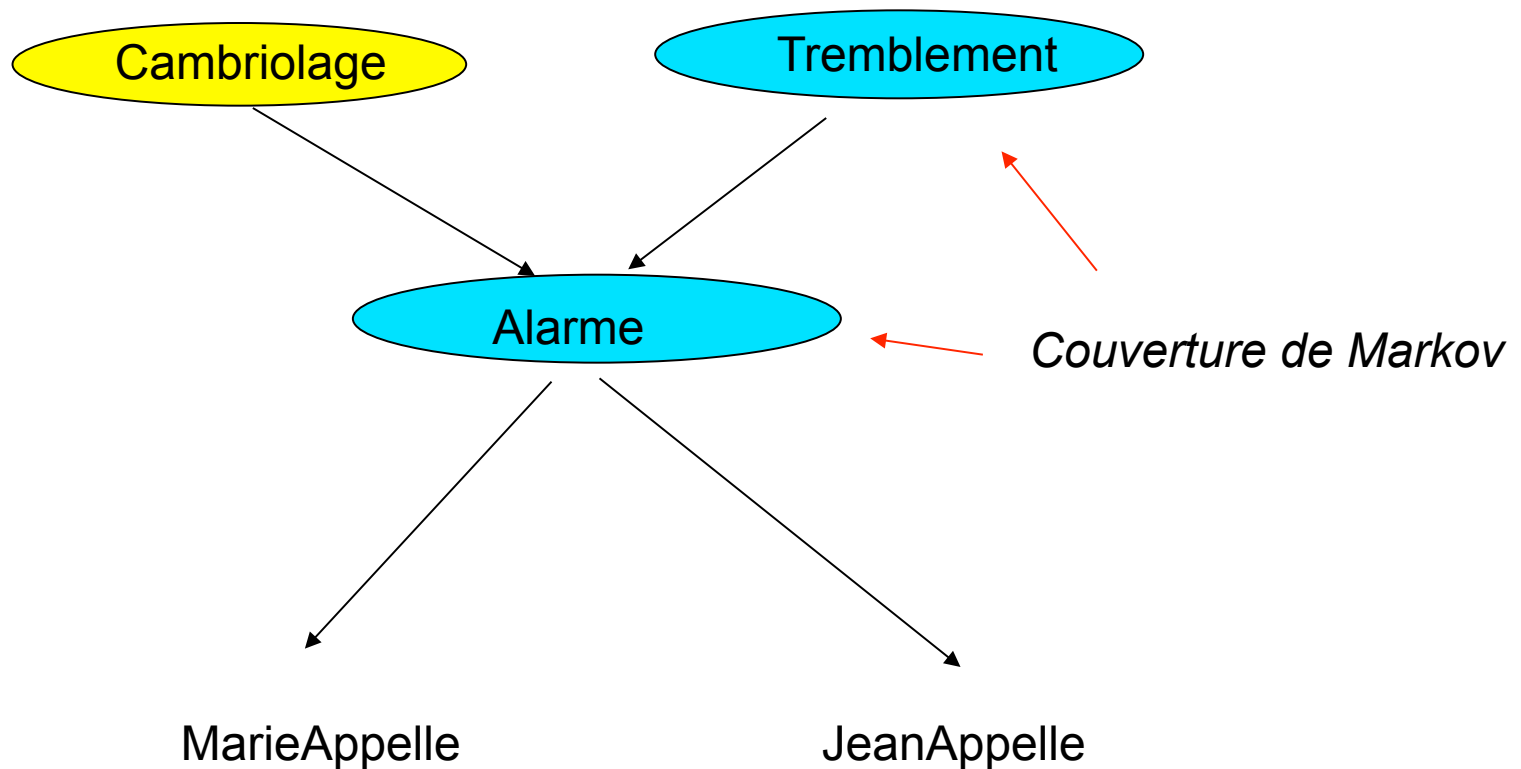 Cambriolage
Tremblement
Alarme
Couverture de Markov
MarieAppelle
JeanAppelle